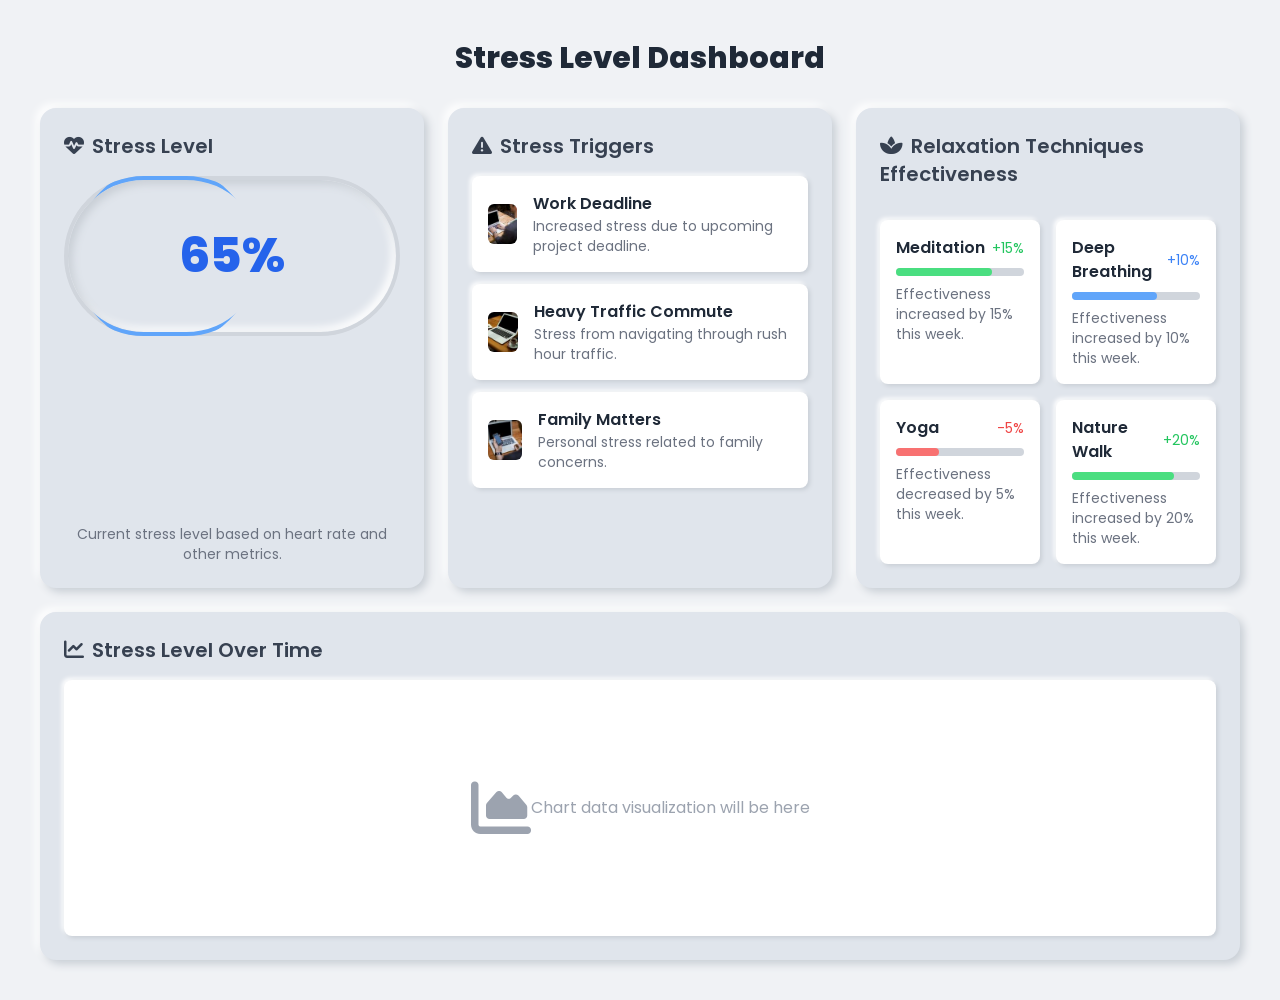 Stress Level Dashboard
Stress Level
65%
Current stress level based on heart rate and
other metrics.
Stress Triggers
Work Deadline
Increased stress due to upcoming
project deadline.
Heavy Traffic Commute
Stress from navigating through rush
hour traffic.
Family Matters
Personal stress related to family
concerns.
Relaxation Techniques
Effectiveness
Meditation +15%
Effectiveness
increased by 15%
this week.
Deep
Breathing
+10%
Effectiveness
increased by 10%
this week.
Yoga -5%
Effectiveness
decreased by 5%
this week.
Nature
Walk
+20%
Effectiveness
increased by 20%
this week.
Stress Level Over Time
Chart data visualization will be here